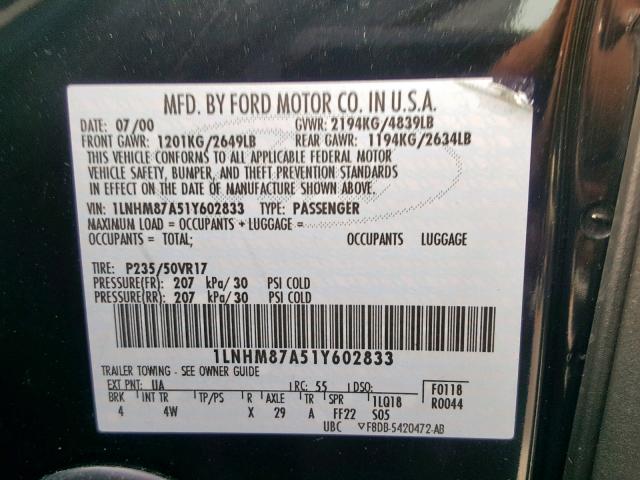 MFD. BY FORD MOTOR CO. IN U.S.A.
DATE: 07/00 GVWR: 2194KG/4839LB
FRONT GAWR: 1201KG/2649LB REAR GAWR: 1194KG/2634LB
THIS VEHICLE CONFORMS TO ALL APPLICABLE FEDERAL MOTOR
VEHICLE SAFETY, BUMPER, AND THEFT PREVENTION STANDARDS
IN EFFECT ON THE DATE OF MANUFACTURE SHOWN ABOVE.
VIN: 1LNHM87A51Y602833 TYPE: PASSENGER
MAXIMUM LOAD = OCCUPANTS + LUGGAGE =
OCCUPANTS = TOTAL; OCCUPANTS LUGGAGE
TIRE: P235/50VR17
PRESSURE(FR) 207 kPa/30 PSI COLD
PRESSURE(RR) 207 kPa/30 PSI COLD
1LNHM87A51Y602833
TRAILER TOWING - SEE OWNER GUIDE
EXT PNT: UA RC: 55 DSO: F0118
BRK INT TR TP/PS R AXLE TR SPR 1LQ18 R0044
4 4W X 29 A FF22 S05
UBC ▽F8DB-5420472-AB